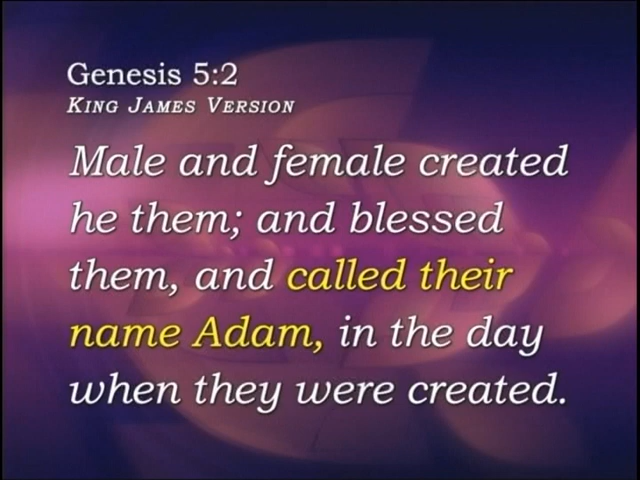 Genesis 5:2
King James Version
Male and female created
he them; and blessed
them, and called their
name Adam, in the day
when they were created.